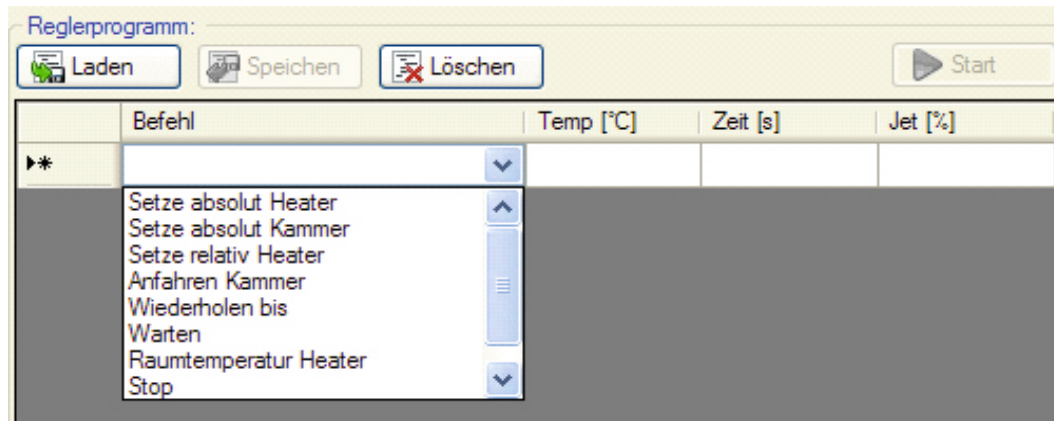 Reglerprogramm:
Laden Speichen Löschen Start
Befehl Temp [°C] Zeit [s] Jet [%]
Setze absolut Heater
Setze absolut Kammer
Setze relativ Heater
Anfahren Kammer
Wiederholen bis
Warten
Raumtemperatur Heater
Stop